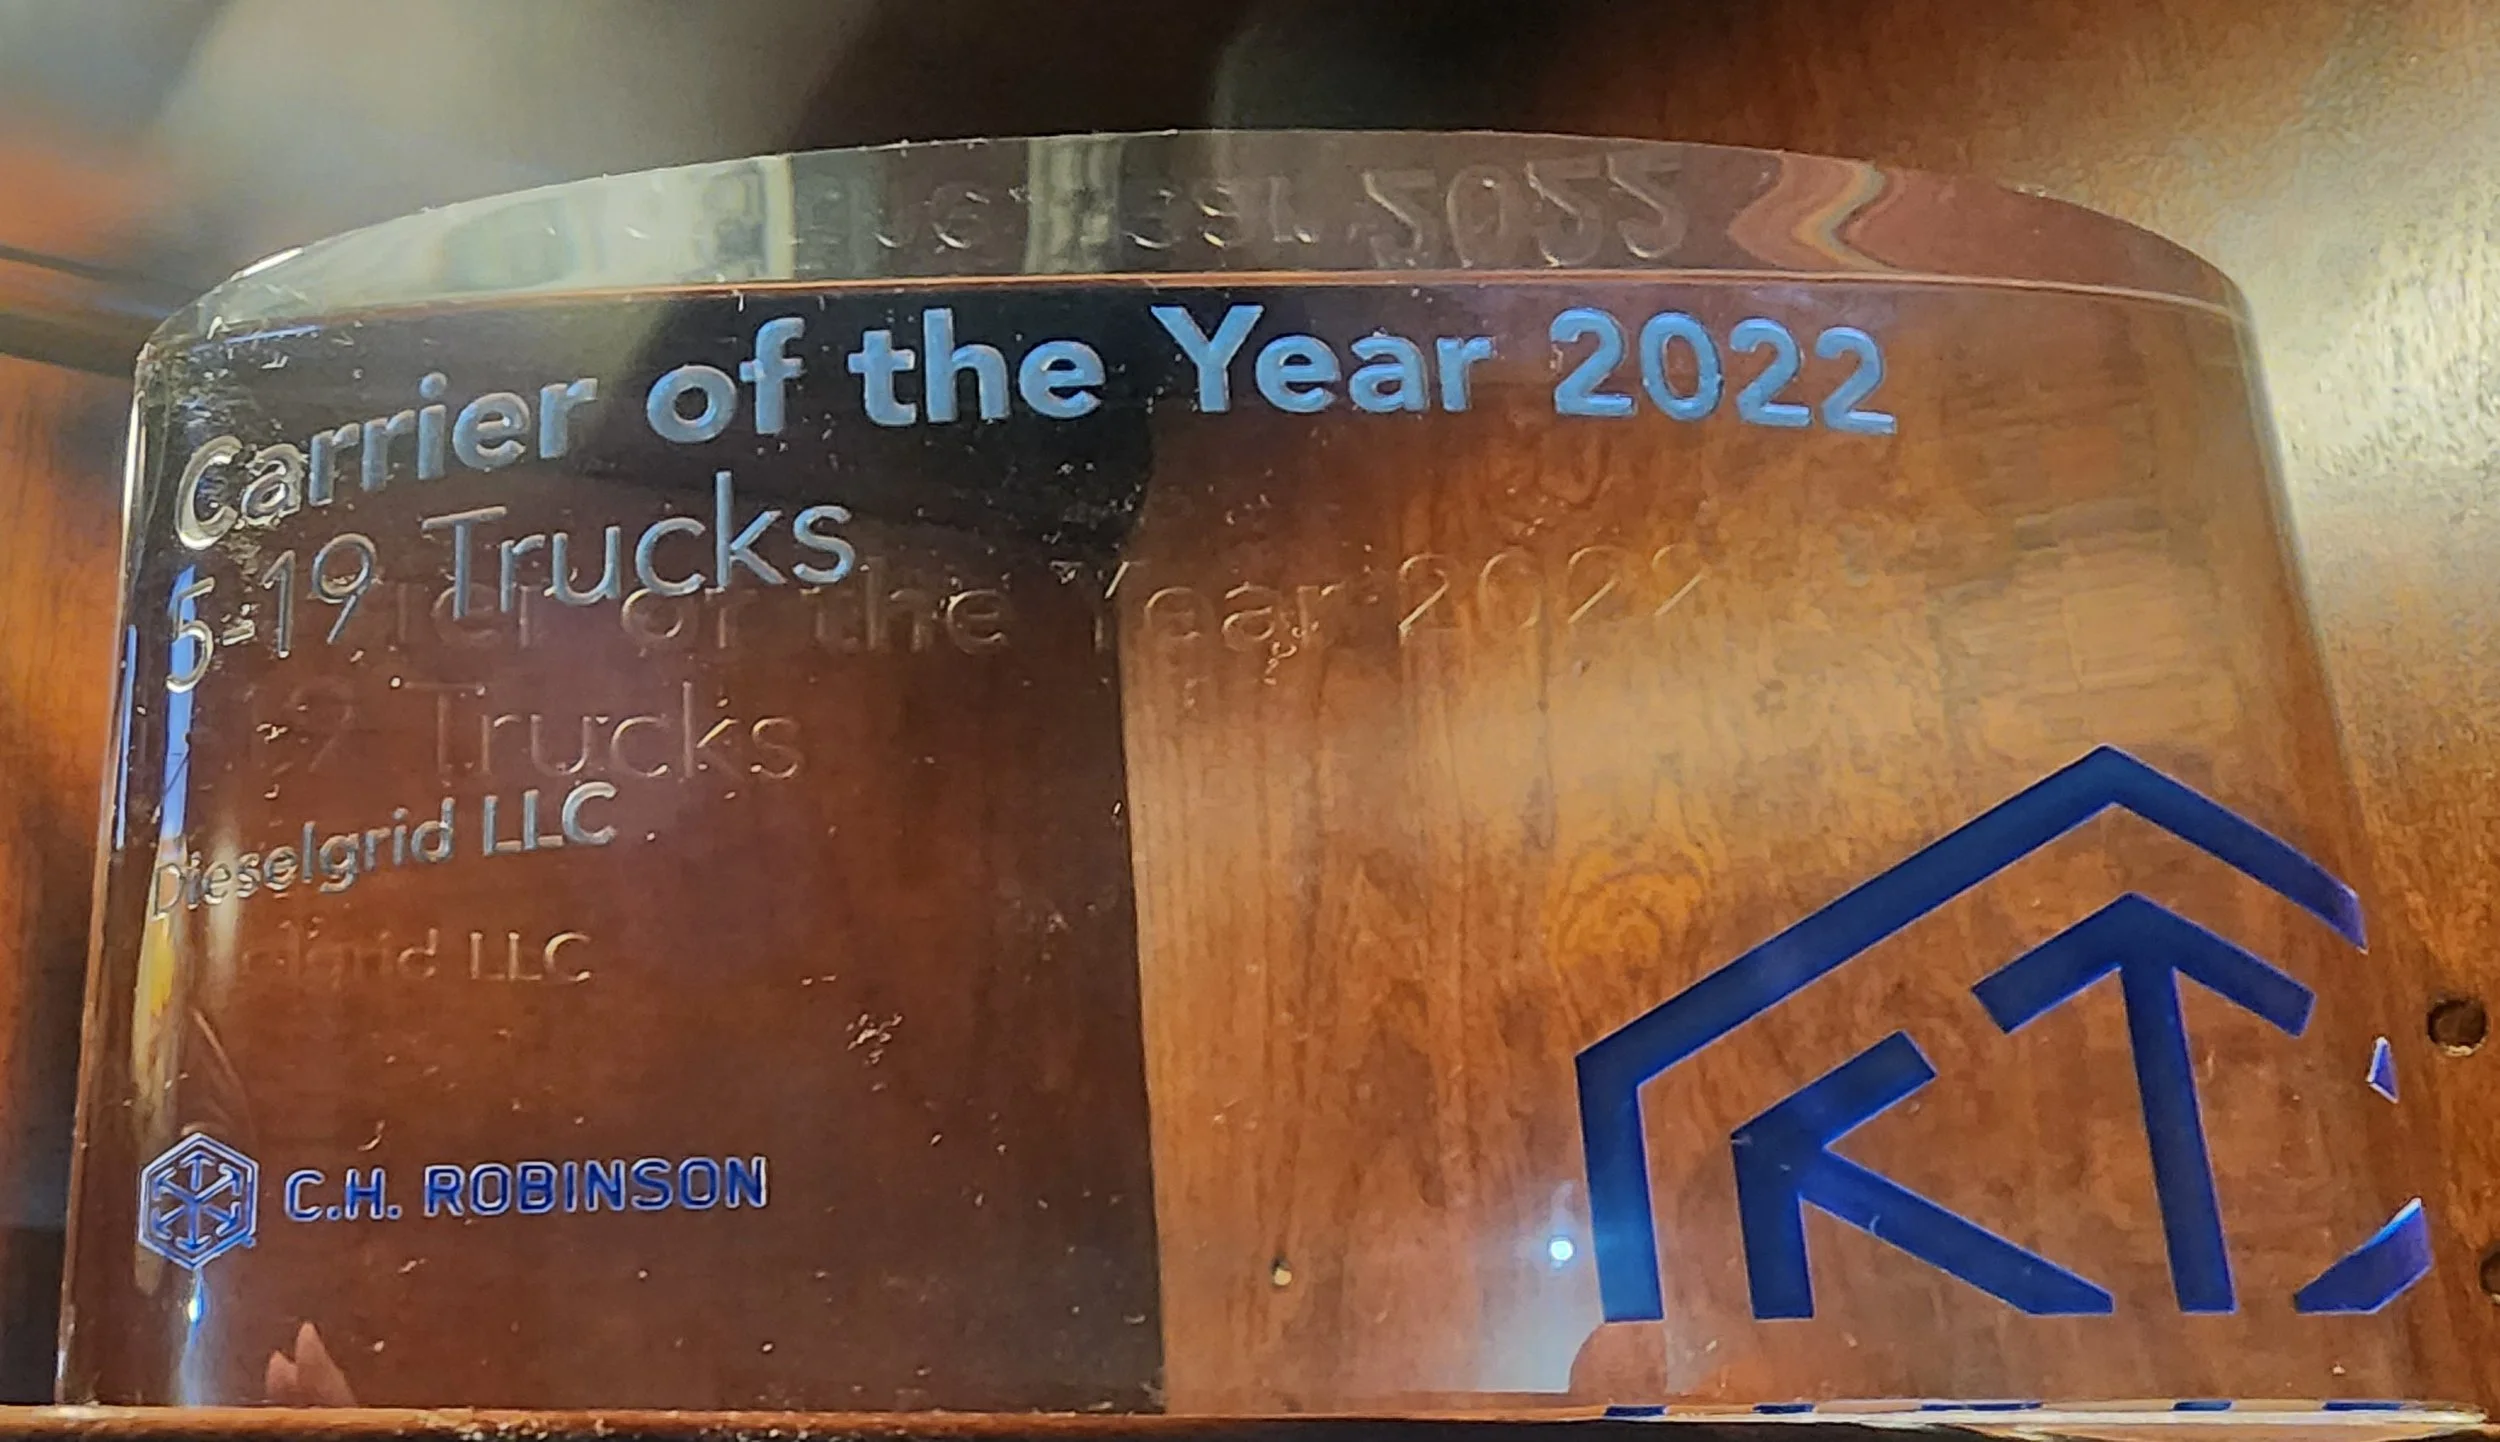 Carrier of the Year 2022
5-19 Trucks
Dieselgrid LLC
C.H. ROBINSON